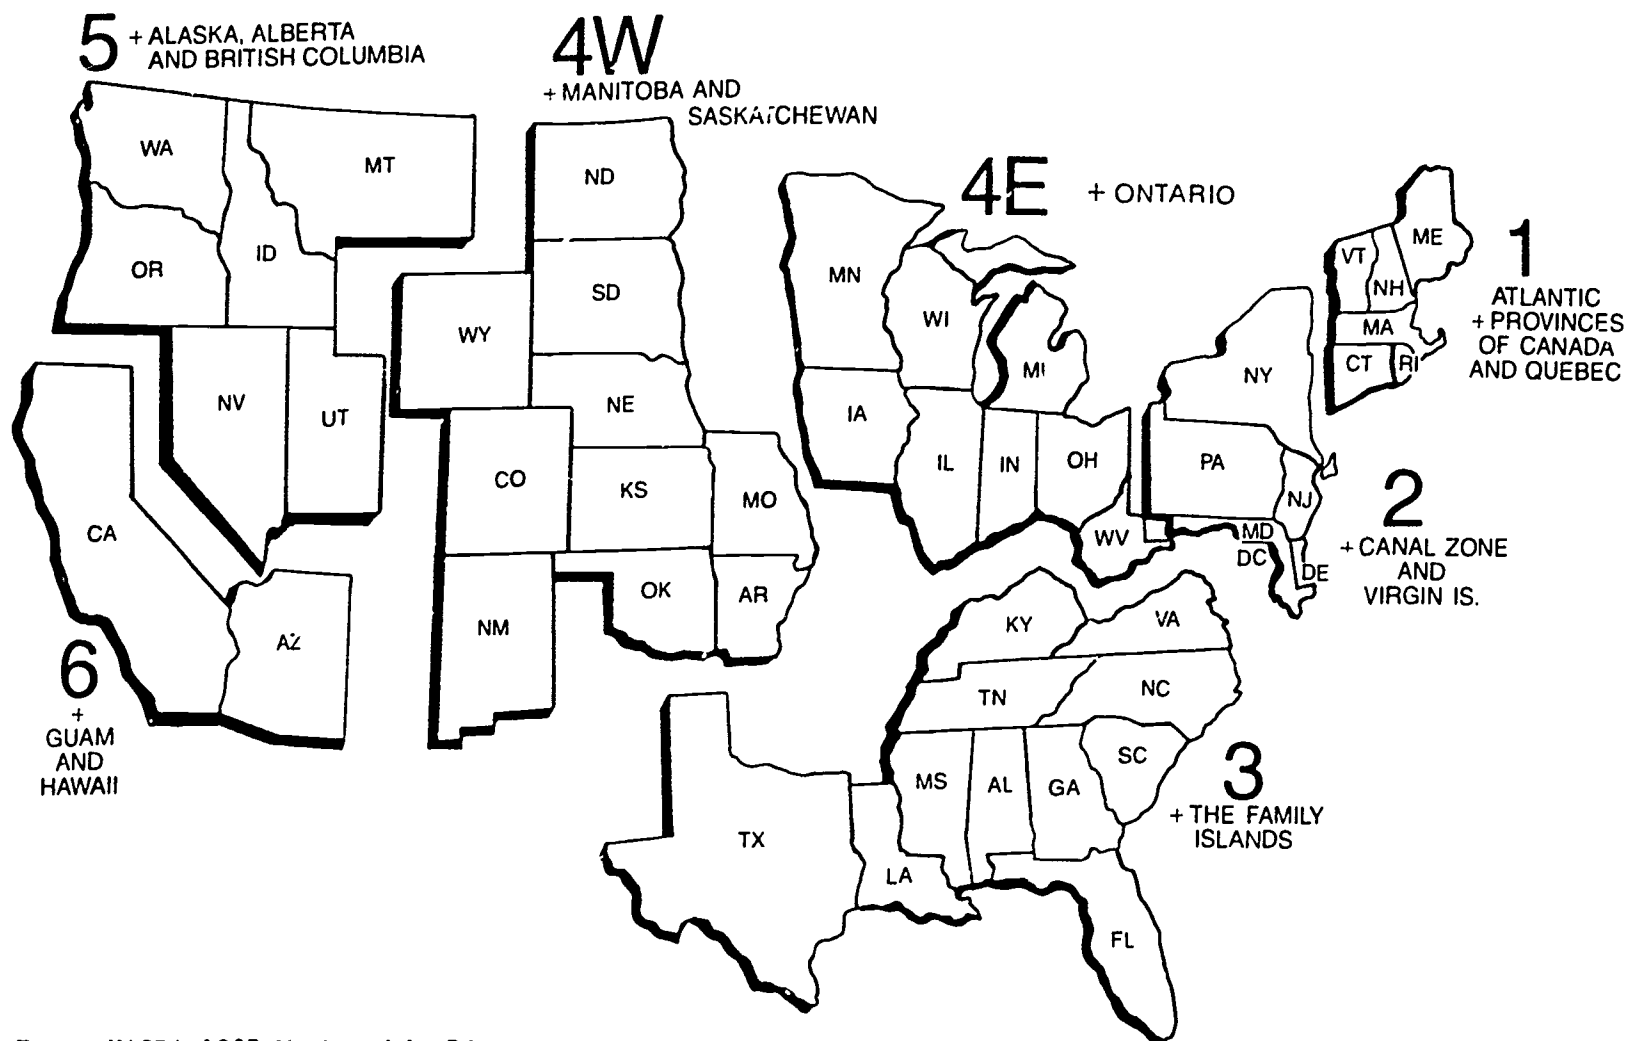 5 + ALASKA, ALBERTA
AND BRITISH COLUMBIA
4W
+ MANITOBA AND
SASKATCHEWAN
4E + ONTARIO
1
ATLANTIC
+ PROVINCES
OF CANADA
AND QUEBEC
2
+ CANAL ZONE
AND
VIRGIN IS.
3
+ THE FAMILY
ISLANDS
6
+
GUAM
AND
HAWAII
WA
MT
OR
ID
NV
UT
CA
AZ
ND
SD
WY
NE
CO
KS
MO
NM
OK
AR
MN
WI
MI
IA
IL
IN
OH
WV
ME
VT
NH
MA
CT
RI
NY
PA
NJ
MD
DC
DE
KY
VA
TN
NC
SC
MS
AL
GA
TX
LA
FL